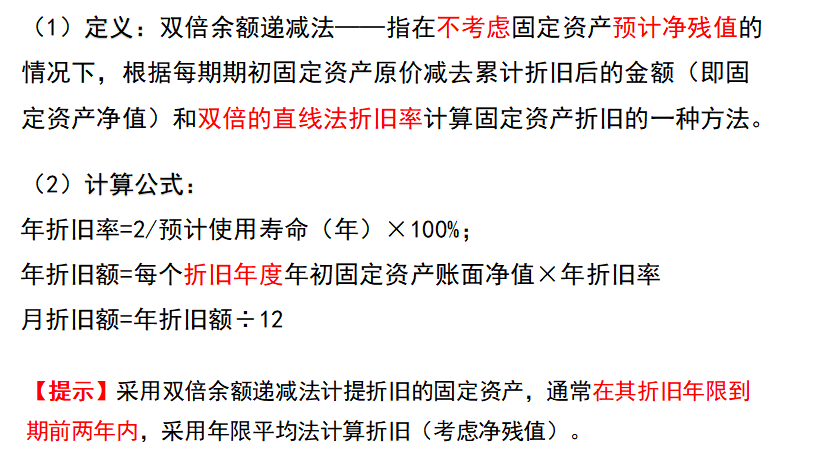 （1）定义：双倍余额递减法——指在不考虑固定资产预计净残值的
情况下，根据每期期初固定资产原价减去累计折旧后的金额（即固
定资产净值）和双倍的直线法折旧率计算固定资产折旧的一种方法。
（2）计算公式：
年折旧率=2/预计使用寿命（年）×100%；
年折旧额=每个折旧年度年初固定资产账面净值×年折旧率
月折旧额=年折旧额÷12
【提示】采用双倍余额递减法计提折旧的固定资产，通常在其折旧年限到
期前两年内，采用年限平均法计算折旧（考虑净残值）。